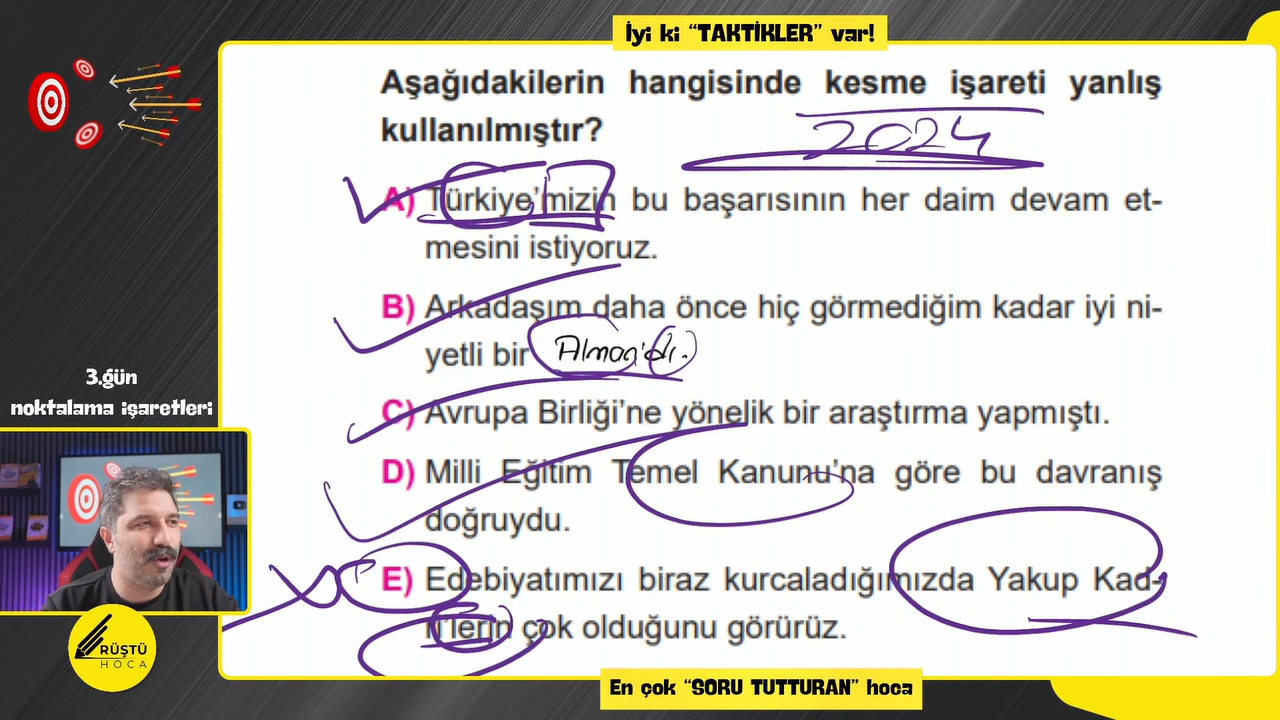 İyi ki “TAKTİKLER” var!
Aşağıdakilerin hangisinde kesme işareti yanlış
kullanılmıştır?
2024
A) Türkiye’mizin bu başarısının her daim devam et-
mesini istiyoruz.
B) Arkadaşım daha önce hiç görmediğim kadar iyi ni-
yetli bir Alman’dı.
C) Avrupa Birliği’ne yönelik bir araştırma yapmıştı.
D) Milli Eğitim Temel Kanunu’na göre bu davranış
doğruydu.
E) Edebiyatımızı biraz kurcaladığımızda Yakup Kad-
ri’lerin çok olduğunu görürüz.
3.gün
noktalama işaretleri
RÜŞTÜ
HOCA
En çok “SORU TUTTURAN” hoca